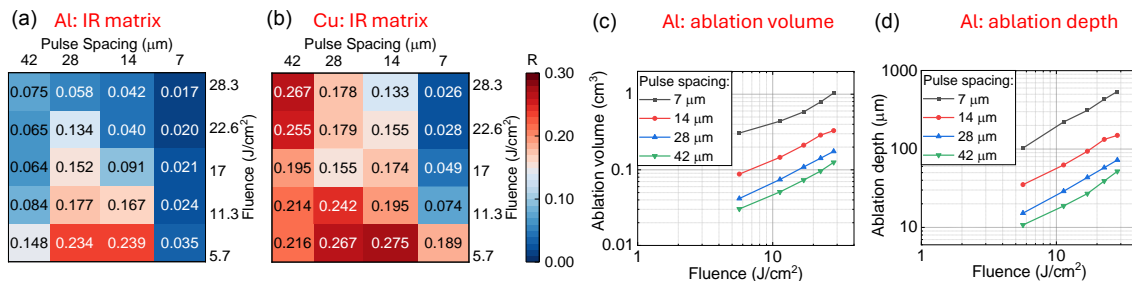 (a) Al: IR matrix
Pulse Spacing (μm)
42 28 14 7
0.075 0.058 0.042 0.017 28.3
0.065 0.134 0.040 0.020 22.6
0.064 0.152 0.091 0.021 17
0.084 0.177 0.167 0.024 11.3
0.148 0.234 0.239 0.035 5.7
Fluence (J/cm²)
(b) Cu: IR matrix
Pulse Spacing (μm)
42 28 14 7
0.267 0.178 0.133 0.026
0.255 0.179 0.155 0.028
0.195 0.155 0.174 0.049
0.214 0.242 0.195 0.074
0.216 0.267 0.275 0.189
28.3
22.6
17
11.3
5.7
Fluence (J/cm²)
R
0.30
0.20
0.10
0.00
(c) Al: ablation volume
Pulse spacing:
7 μm
14 μm
28 μm
42 μm
Ablation volume (cm³)
1
0.1
0.01
10
Fluence (J/cm²)
(d) Al: ablation depth
Pulse spacing:
7 μm
14 μm
28 μm
42 μm
Ablation depth (μm)
1000
100
10
10
Fluence (J/cm²)